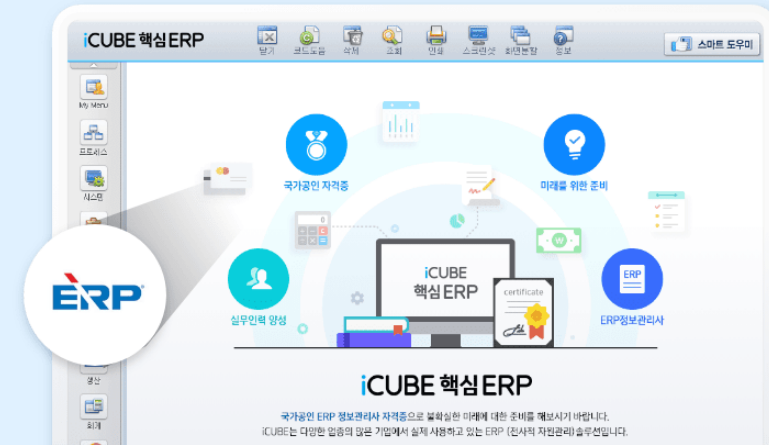 iCUBE 핵심ERP
닫기 코드도움 삭제 조회 인쇄 스크린샷 화면분할 정보
스마트 도우미
My Menu
프로세스
시스템
국가공인 자격증
미래를 위한 준비
0
iCUBE
핵심ERP
certificate
ERP
ERP
실무인력 양성
ERP정보관리사
회계
iCUBE 핵심ERP
국가공인 ERP 정보관리사 자격증으로 불확실한 미래에 대한 준비를 해보시기 바랍니다.
iCUBE는 다양한 업종의 많은 기업에서 실제 사용하고 있는 ERP (전사적 자원관리)솔루션입니다.